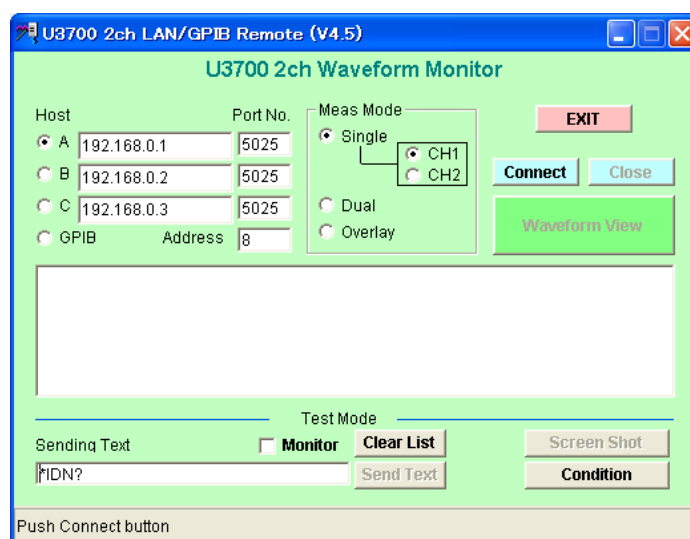 U3700 2ch LAN/GPIB Remote (V4.5)
U3700 2ch Waveform Monitor
Host
Port No.
A 192.168.0.1 5025
B 192.168.0.2 5025
C 192.168.0.3 5025
GPIB Address 8
Meas Mode
Single
CH1
CH2
Dual
Overlay
EXIT
Connect Close
Waveform View
Test Mode
Sending Text Monitor Clear List Screen Shot
*IDN? Send Text Condition
Push Connect button